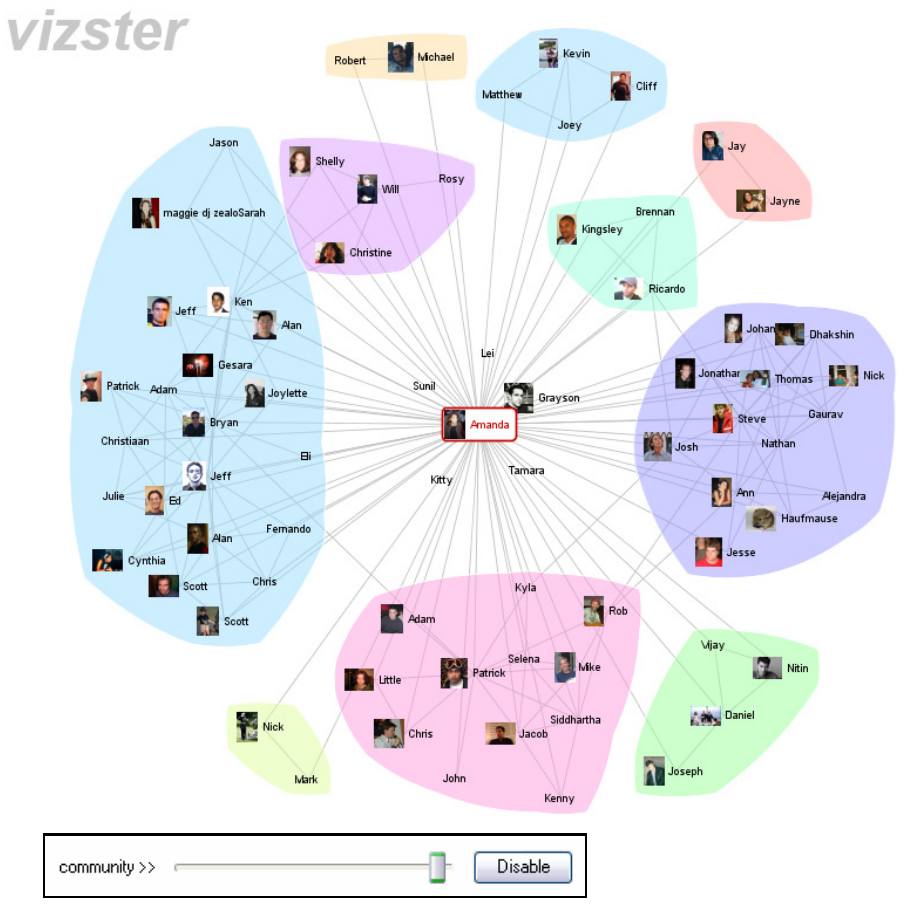 vizster
Robert
Michael
Kevin
Matthew
Cliff
Joey
Jason
Shelly
Will
Rosy
Christine
Jay
Jayne
maggie dj zealoSarah
Kingsley
Brennan
Ricardo
Jeff
Ken
Alan
Gesara
Patrick
Adam
Joylette
Bryan
Christiaan
Eli
Jeff
Julie
Ed
Alan
Fernando
Cynthia
Scott
Chris
Scott
Lei
Sunil
Grayson
Amanda
Kitty
Tamara
Johan
Dhakshin
Jonathar
Thomas
Nick
Steve
Gaurav
Josh
Nathan
Ann
Alejandra
Haufmause
Jesse
Kyla
Adam
Rob
Little
Patrick
Selena
Mike
Chris
Jacob
Siddhartha
John
Kenny
Nick
Mark
Vijay
Nitin
Daniel
Joseph
community >>
Disable